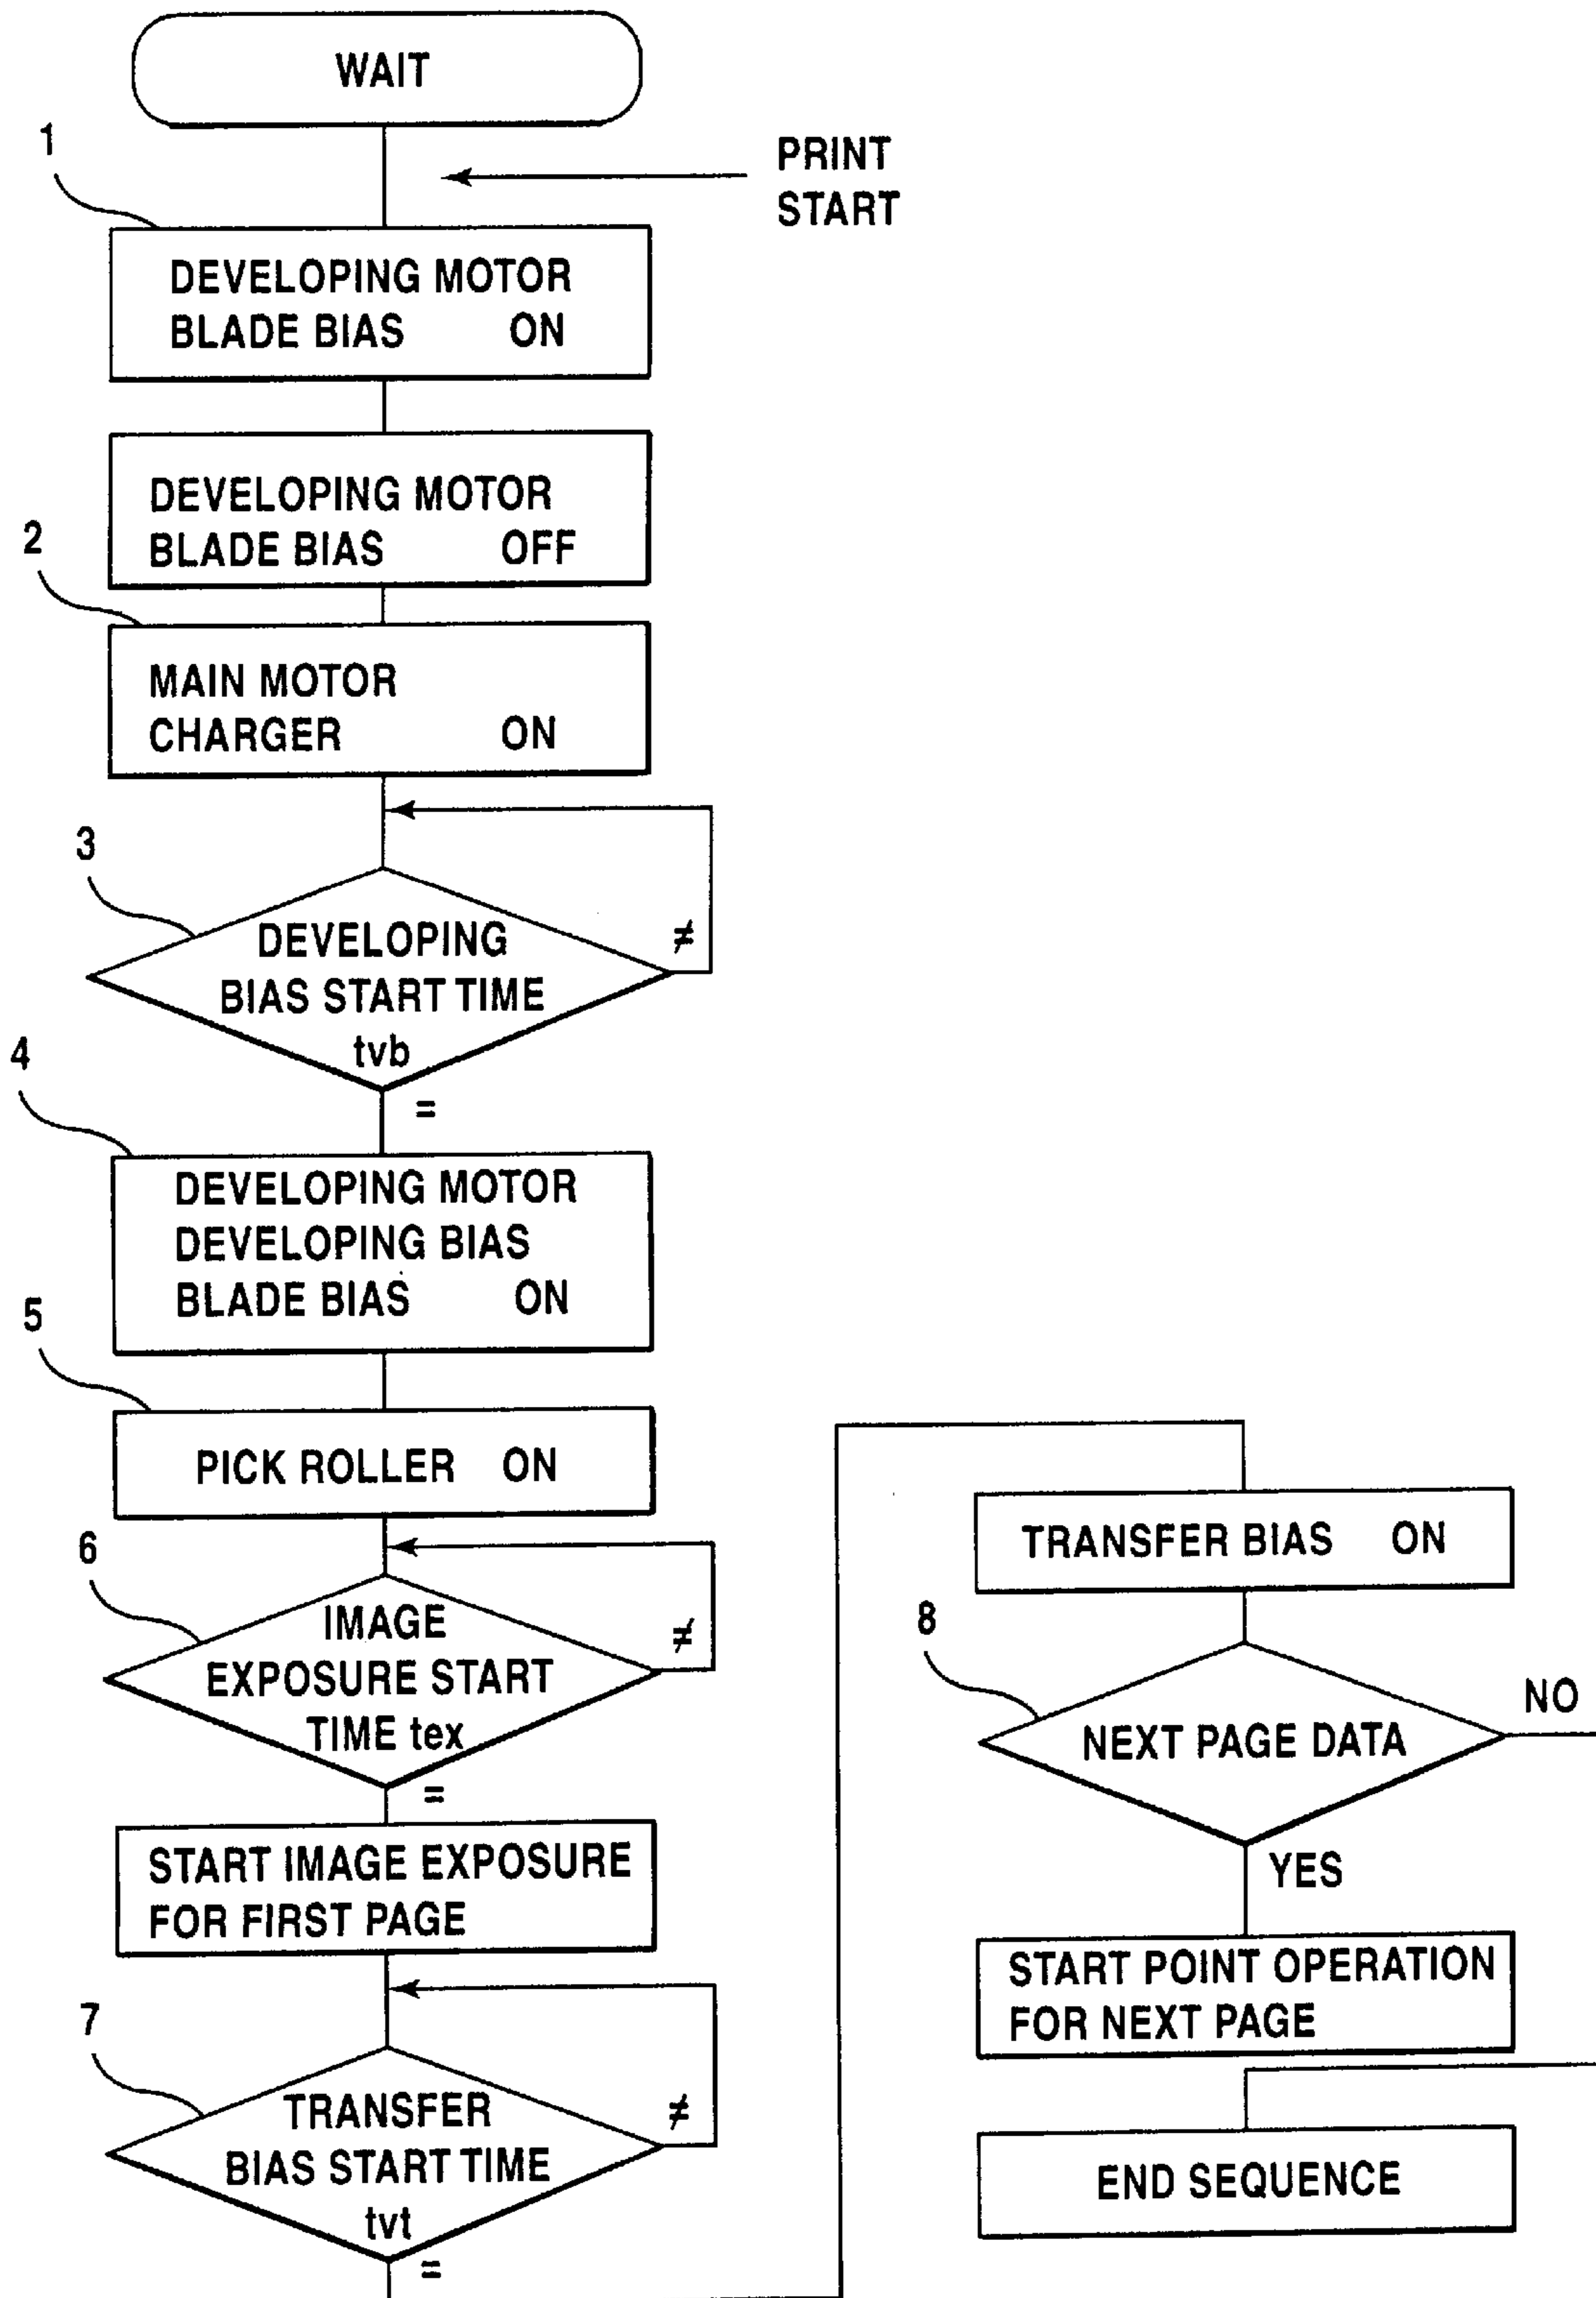 WAIT
PRINT
START
1
DEVELOPING MOTOR
BLADE BIAS ON
DEVELOPING MOTOR
BLADE BIAS OFF
2
MAIN MOTOR
CHARGER ON
3
DEVELOPING
BIAS START TIME
tvb
≠
=
4
DEVELOPING MOTOR
DEVELOPING BIAS
BLADE BIAS ON
5
PICK ROLLER ON
6
IMAGE
EXPOSURE START
TIME tex
≠
=
START IMAGE EXPOSURE
FOR FIRST PAGE
7
TRANSFER
BIAS START TIME
tvt
≠
=
TRANSFER BIAS ON
8
NEXT PAGE DATA
NO
YES
START POINT OPERATION
FOR NEXT PAGE
END SEQUENCE